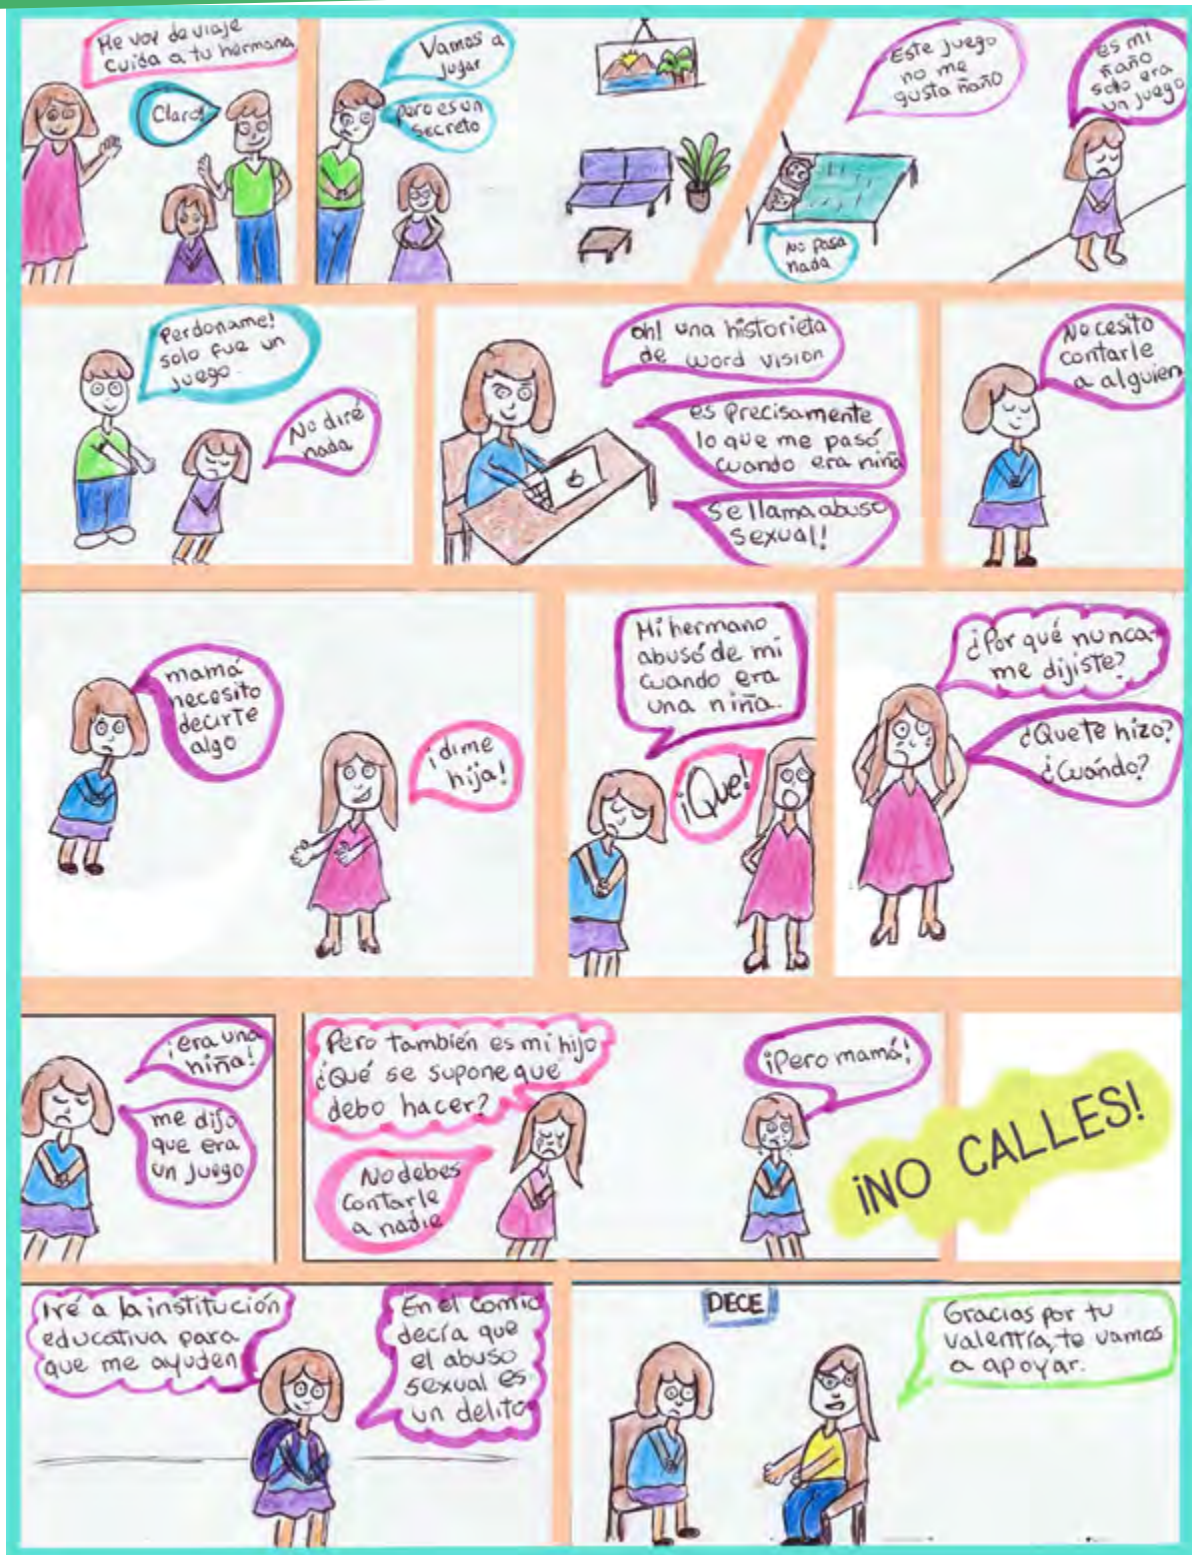 Me voy de viaje
cuida a tu hermana
Claro!
Vamos a
jugar
pero es un
secreto
Este juego
no me
gusta ñaño
No pasa
nada
es mi
ñaño
solo era
un juego
Perdoname!
solo fue un
juego.
No diré
nada
oh! una historieta
de word vision
es precisamente
lo que me pasó
cuando era niña
Se llama abuso
sexual!
Nocesito
contarle
a alguien
mamá
necesito
decirte
algo
¡dime
hija!
Mi hermano
abusó de mi
cuando era
una niña.
¡Que!
¿Por qué nunca
me dijiste?
¿Que te hizo?
¿Cuándo?
¡era una
niña!
me dijo
que era
un juego
Pero también es mi hijo
¿Qué se supone que
debo hacer?
No debes
contarle
a nadie
¡Pero mamá!
¡NO CALLES!
Iré a la institución
educativa para
que me ayuden
En el comic
decía que
el abuso
sexual es
un delito
DECE
Gracias por tu
valentía, te vamos
a apoyar.